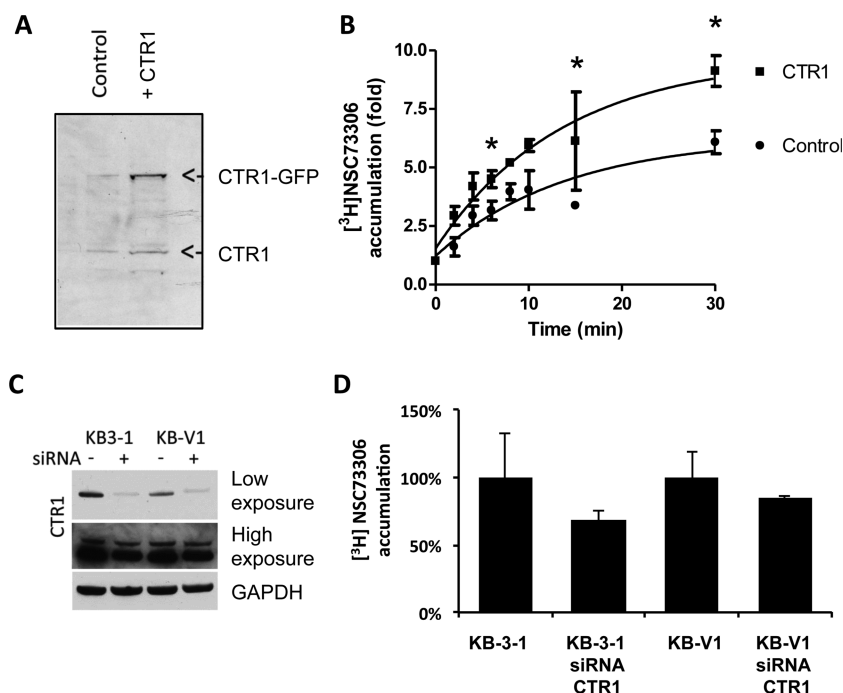 A
Control
+ CTR1
CTR1-GFP
CTR1
B
[³H]NSC73306
accumulation (fold)
10.0
7.5
5.0
2.5
0.0
0
10
20
30
Time (min)
*
*
*
CTR1
Control
C
KB3-1 KB-V1
siRNA - + - +
CTR1
Low
exposure
High
exposure
GAPDH
D
[³H] NSC73306
accumulation
150%
100%
50%
0%
KB-3-1
KB-3-1
siRNA
CTR1
KB-V1
KB-V1
siRNA
CTR1